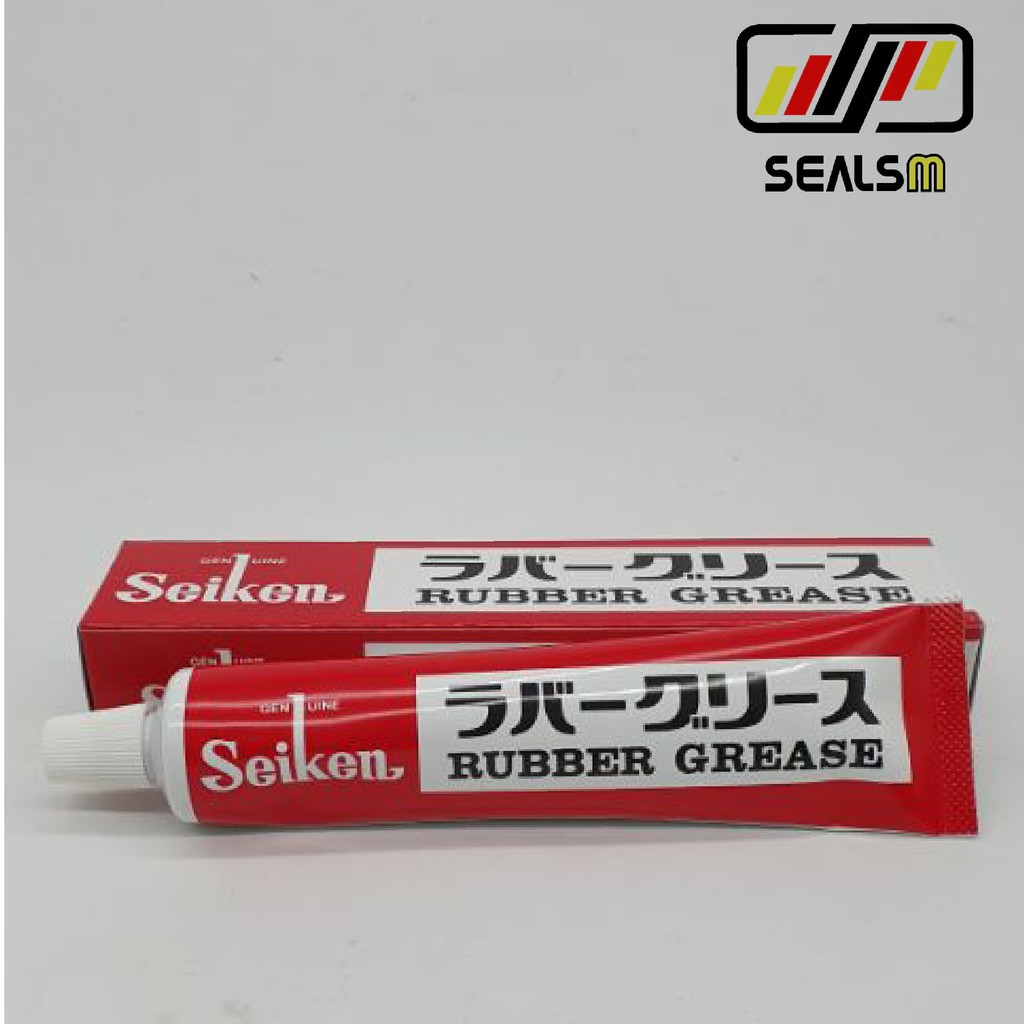 SEALSM
GENUINE
Seiken
ラバーグリース
RUBBER GREASE
GENUINE
GENUINE
Seiken
ラバーグリース
RUBBER GREASE